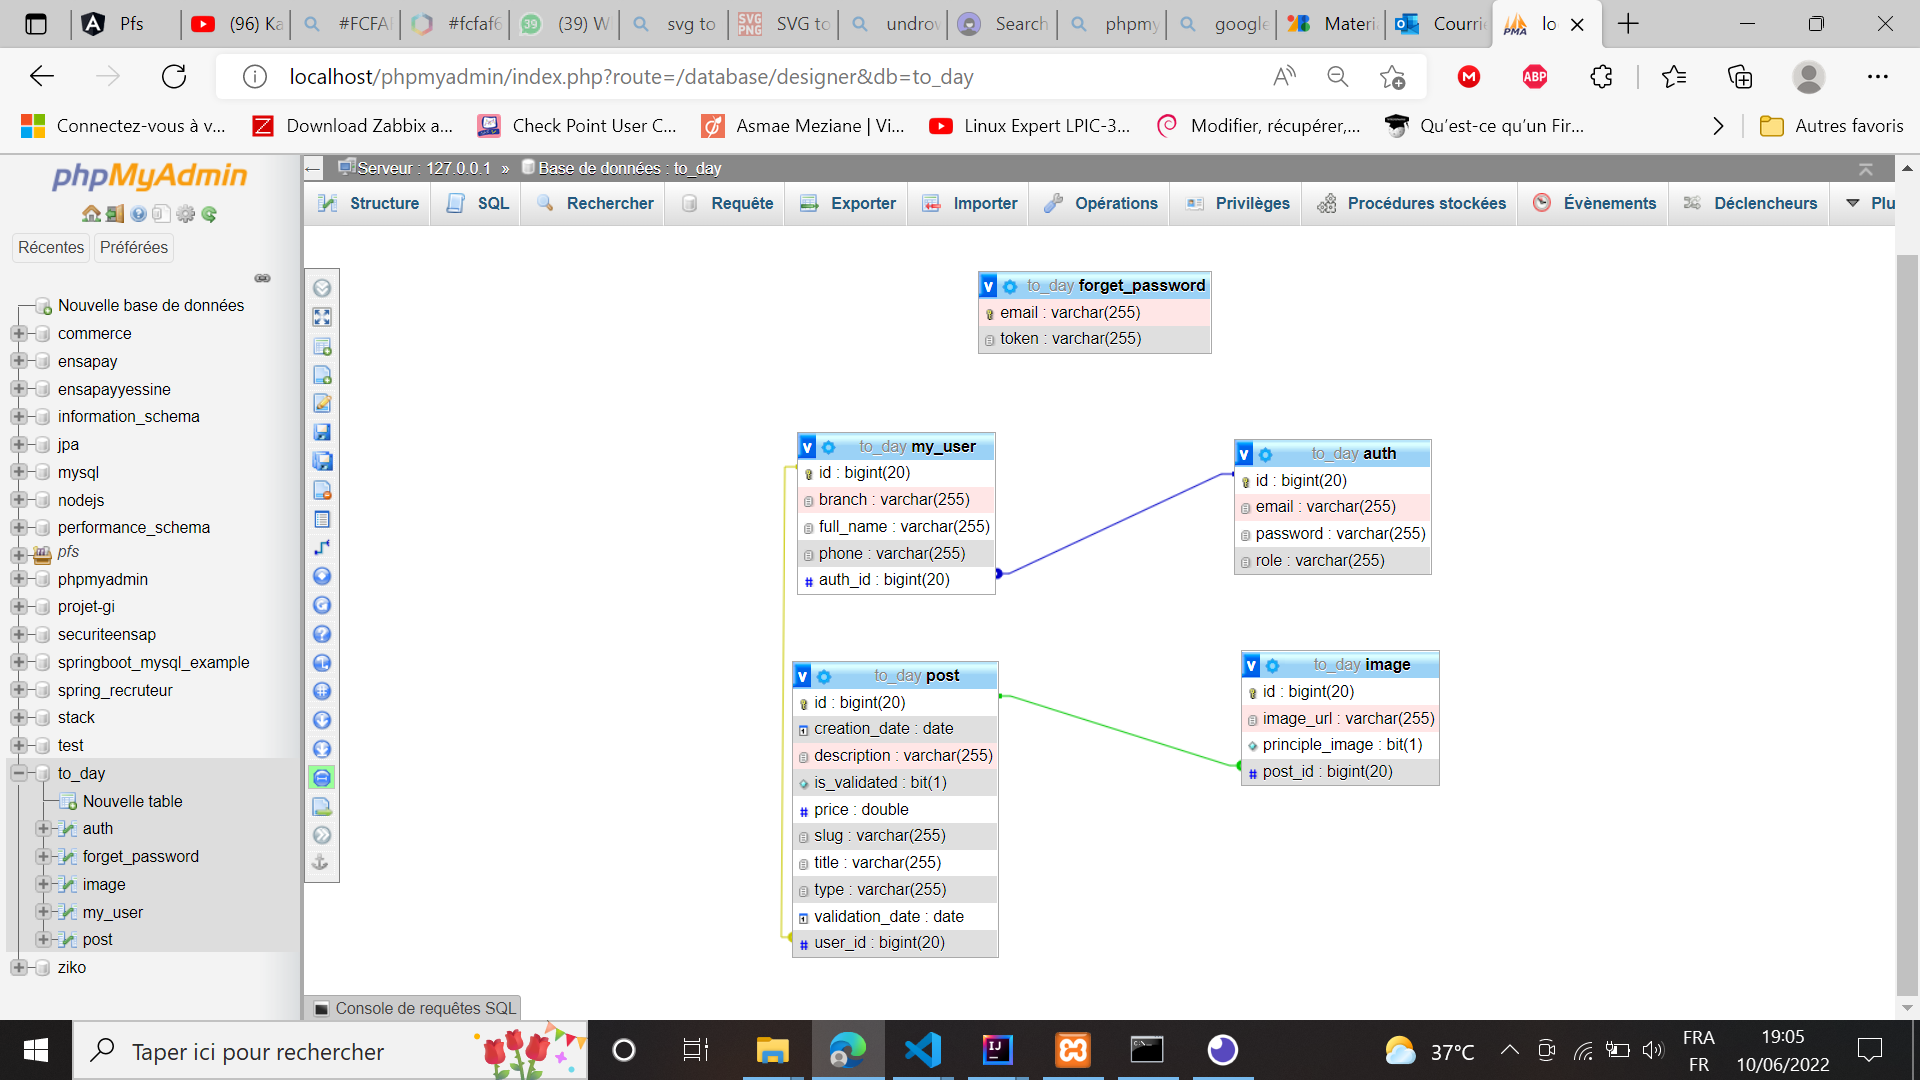 Pfs
(96) Ka
#FCFA
#fcfaf6
(39) W
svg to
SVG to
undrov
Search
phpmy
google
Materi
Courri
lo
localhost/phpmyadmin/index.php?route=/database/designer&db=to_day
Connectez-vous à v...
Download Zabbix a...
Check Point User C...
Asmae Meziane | Vi...
Linux Expert LPIC-3...
Modifier, récupérer,...
Qu'est-ce qu'un Fir...
Autres favoris
phpMyAdmin
Récentes
Préférées
Nouvelle base de données
commerce
ensapay
ensapayyessine
information_schema
jpa
mysql
nodejs
performance_schema
pfs
phpmyadmin
projet-gi
securiteensap
springboot_mysql_example
spring_recruteur
stack
test
to_day
Nouvelle table
auth
forget_password
image
my_user
post
ziko
Serveur : 127.0.0.1 » Base de données : to_day
Structure
SQL
Rechercher
Requête
Exporter
Importer
Opérations
Privilèges
Procédures stockées
Évènements
Déclencheurs
Plu
v to_day forget_password
email : varchar(255)
token : varchar(255)
v to_day my_user
id : bigint(20)
branch : varchar(255)
full_name : varchar(255)
phone : varchar(255)
# auth_id : bigint(20)
v to_day auth
id : bigint(20)
email : varchar(255)
password : varchar(255)
role : varchar(255)
v to_day post
id : bigint(20)
creation_date : date
description : varchar(255)
is_validated : bit(1)
# price : double
slug : varchar(255)
title : varchar(255)
type : varchar(255)
validation_date : date
# user_id : bigint(20)
v to_day image
id : bigint(20)
image_url : varchar(255)
principle_image : bit(1)
# post_id : bigint(20)
Console de requêtes SQL
Taper ici pour rechercher
37°C
FRA
FR
19:05
10/06/2022